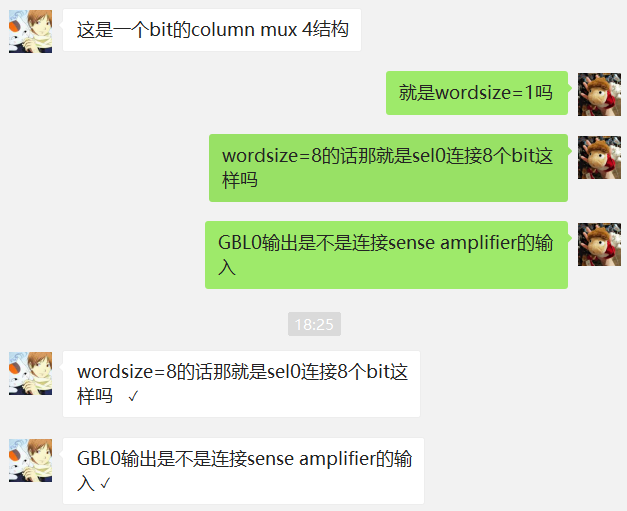 这是一个bit的column mux 4结构
就是wordsize=1吗
wordsize=8的话那就是sel0连接8个bit这
样吗
GBL0输出是不是连接sense amplifier的输
入
18:25
wordsize=8的话那就是sel0连接8个bit这
样吗 ✓
GBL0输出是不是连接sense amplifier的输
入 ✓